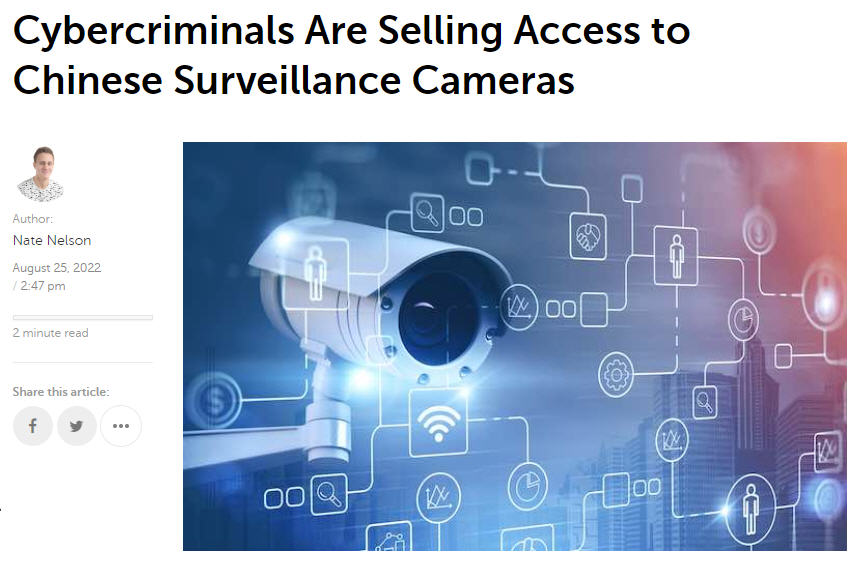 Cybercriminals Are Selling Access to
Chinese Surveillance Cameras
Author:
Nate Nelson
August 25, 2022
/ 2:47 pm
2 minute read
Share this article: